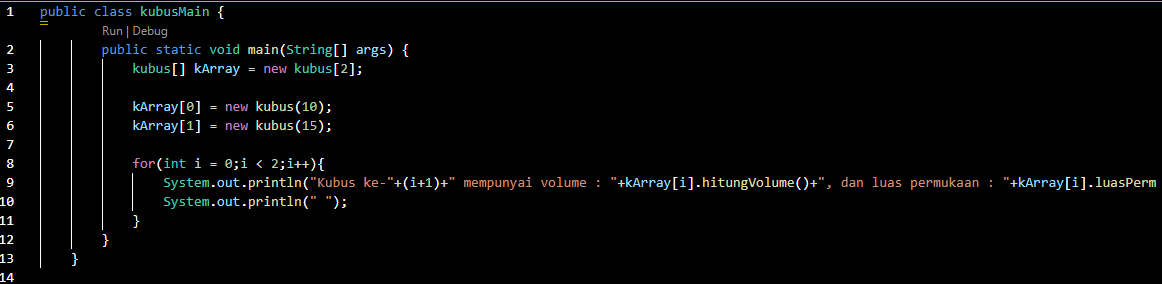 1 public class kubusMain {
Run | Debug
2 public static void main(String[] args) {
3 kubus[] kArray = new kubus[2];
4
5 kArray[0] = new kubus(10);
6 kArray[1] = new kubus(15);
7
8 for(int i = 0;i < 2;i++){
9 System.out.println("Kubus ke-"+(i+1)+" mempunyai volume : "+kArray[i].hitungVolume()+", dan luas permukaan : "+kArray[i].luasPerm
10 System.out.println(" ");
11 }
12 }
13 }
14